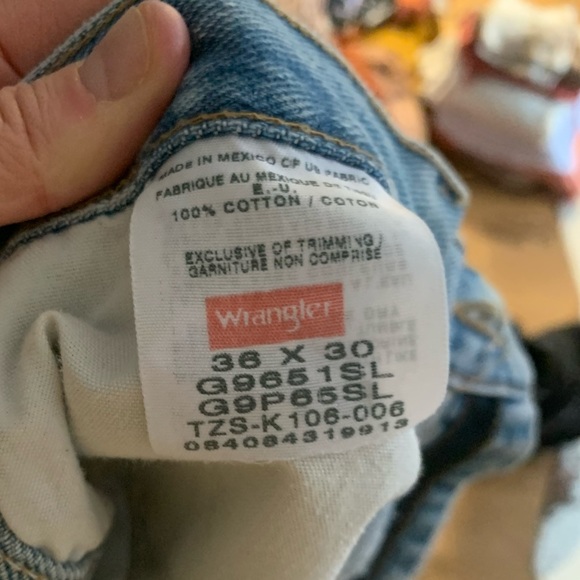 MADE IN MEXICO OF US FABRIC
FABRIQUE AU MEXIQUE DE
E.-U.
100% COTTON / COTON
EXCLUSIVE OF TRIMMING/
GARNITURE NON COMPRISE
Wrangler
36 X 30
G9651SL
G9P65SL
TZS-K106-006
084084319913